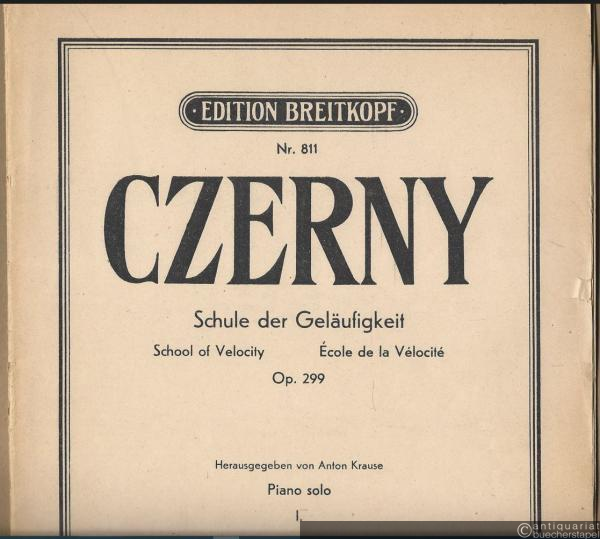 · EDITION BREITKOPF ·
Nr. 811
CZERNY
Schule der Geläufigkeit
School of Velocity École de la Vélocité
Op. 299
Herausgegeben von Anton Krause
Piano solo
I.
© antiquariat
buecherstapel